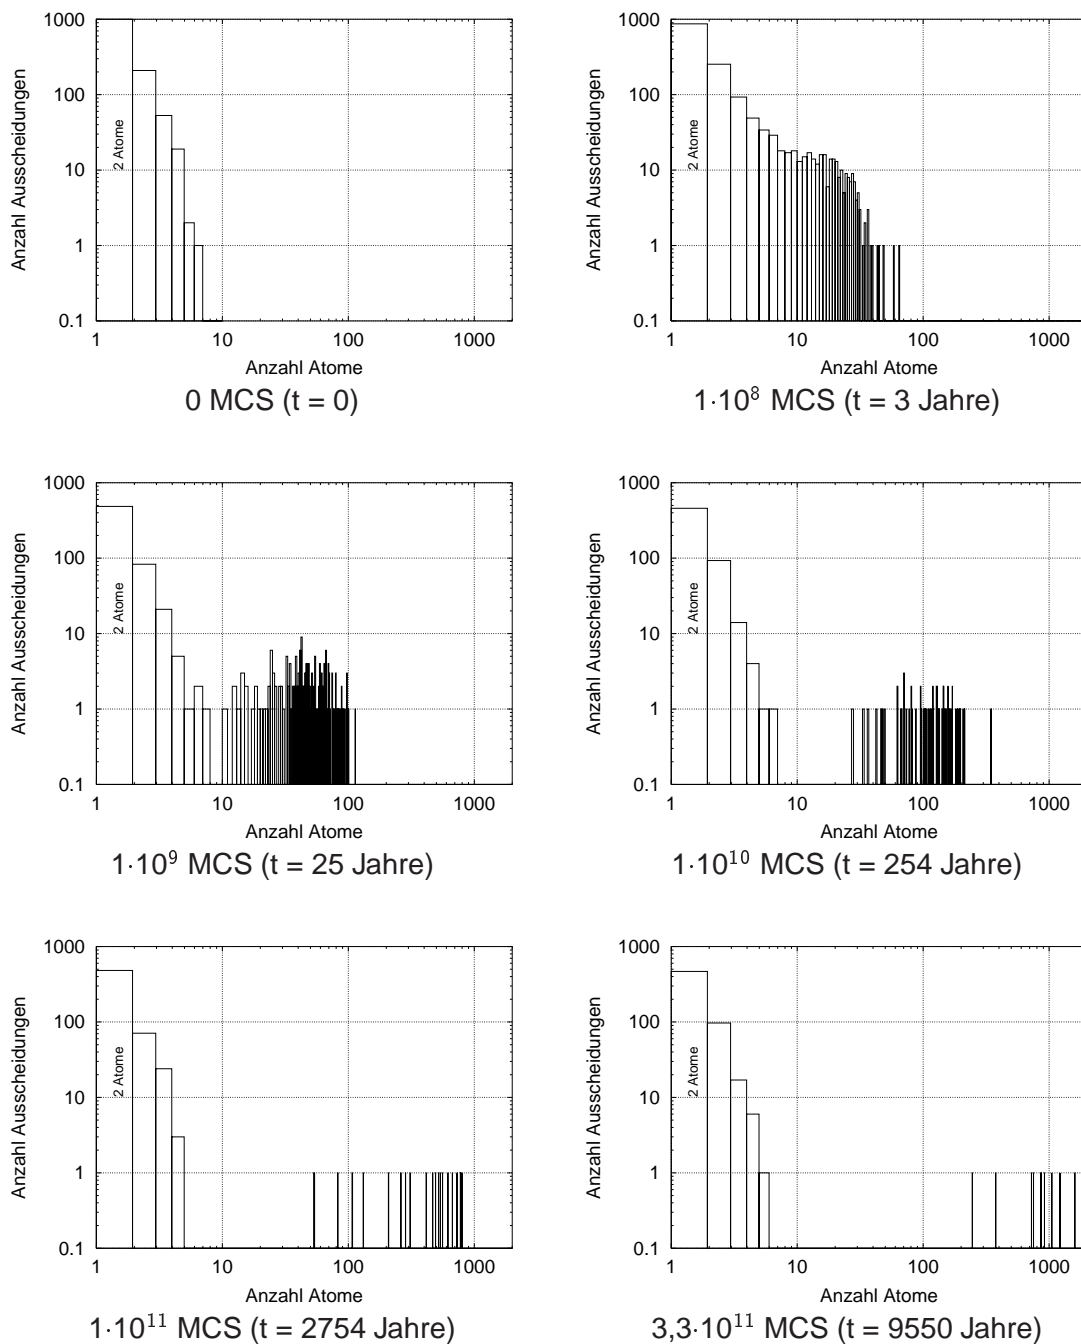 Anzahl Ausscheidungen
1000
100
10
1
0.1
2 Atome
1 10 100 1000
Anzahl Atome
0 MCS (t = 0)
Anzahl Ausscheidungen
1000
100
10
1
0.1
2 Atome
1 10 100 1000
Anzahl Atome
1·10⁸ MCS (t = 3 Jahre)
Anzahl Ausscheidungen
1000
100
10
1
0.1
2 Atome
1 10 100 1000
Anzahl Atome
1·10⁹ MCS (t = 25 Jahre)
Anzahl Ausscheidungen
1000
100
10
1
0.1
2 Atome
1 10 100 1000
Anzahl Atome
1·10¹⁰ MCS (t = 254 Jahre)
Anzahl Ausscheidungen
1000
100
10
1
0.1
2 Atome
1 10 100 1000
Anzahl Atome
1·10¹¹ MCS (t = 2754 Jahre)
Anzahl Ausscheidungen
1000
100
10
1
0.1
2 Atome
1 10 100 1000
Anzahl Atome
3,3·10¹¹ MCS (t = 9550 Jahre)